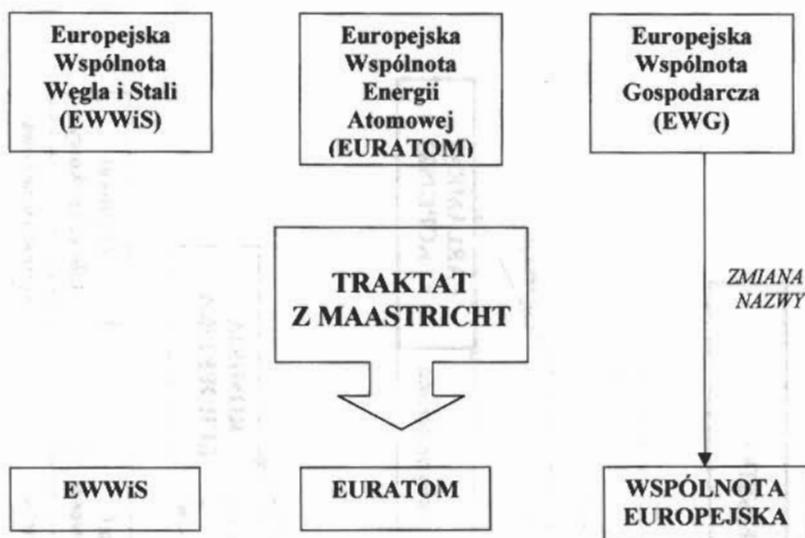 Europejska
Wspólnota
Węgla i Stali
(EWWiS)
Europejska
Wspólnota
Energii
Atomowej
(EURATOM)
Europejska
Wspólnota
Gospodarcza
(EWG)
TRAKTAT
Z MAASTRICHT
ZMIANA
NAZWY
EWWiS
EURATOM
WSPÓLNOTA
EUROPEJSKA